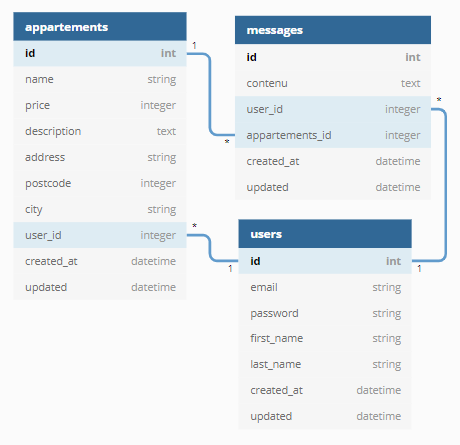 appartements
id int
name string
price integer
description text
address string
postcode integer
city string
user_id integer
created_at datetime
updated datetime
1
*
*
1
messages
id int
contenu text
user_id integer
appartements_id integer
created_at datetime
updated datetime
*
1
users
id int
email string
password string
first_name string
last_name string
created_at datetime
updated datetime